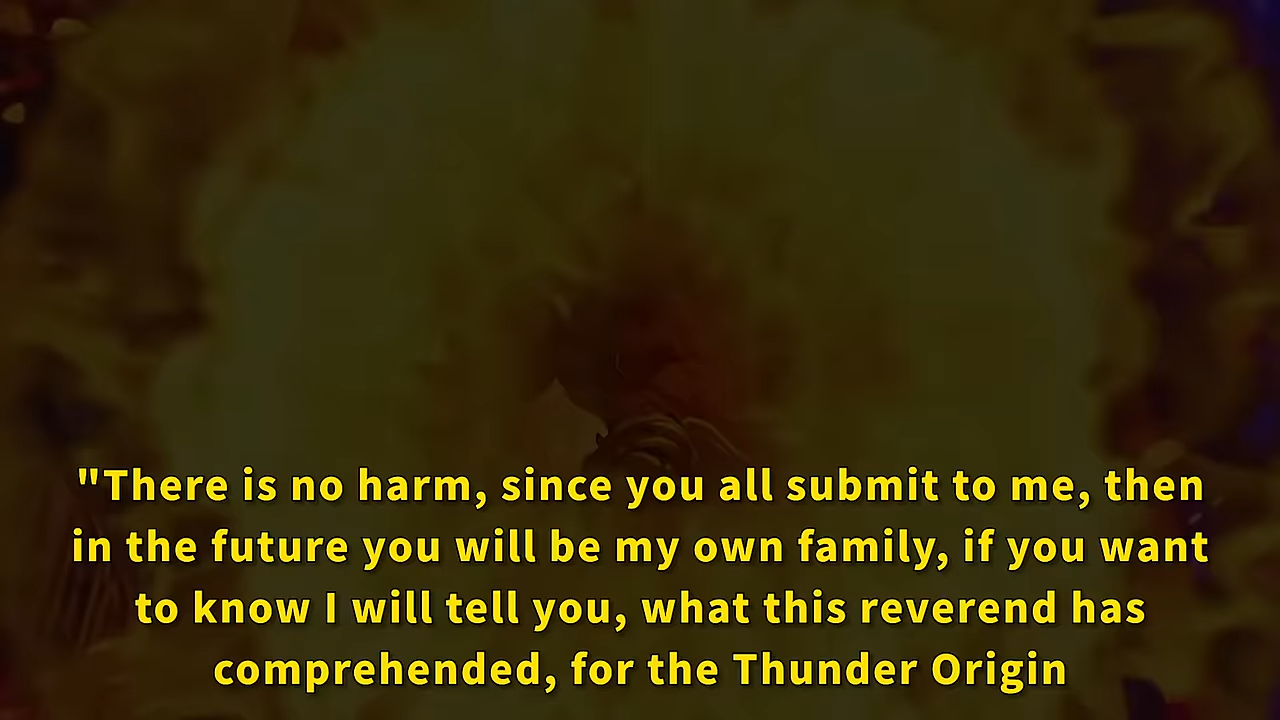 "There is no harm, since you all submit to me, then
in the future you will be my own family, if you want
to know I will tell you, what this reverend has
comprehended, for the Thunder Origin